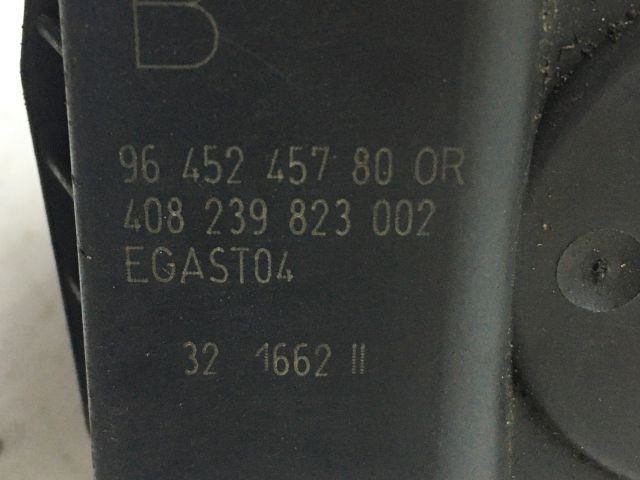 B
96 452 457 80 OR
408 239 823 002
EGAST04
32 1662 II